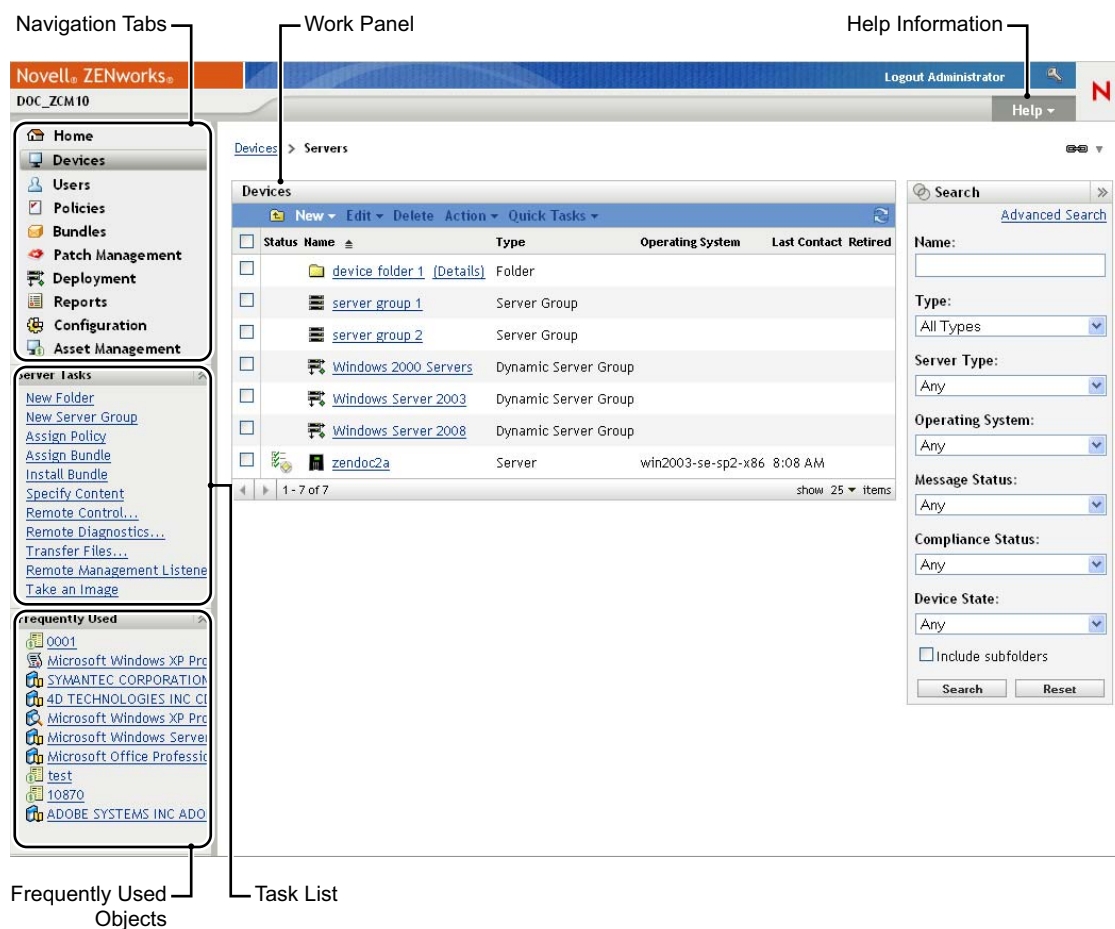 Navigation Tabs
Work Panel
Help Information
Novell® ZENworks®
Logout Administrator
N
DOC_ZCM10
Help
Home
Devices
Users
Policies
Bundles
Patch Management
Deployment
Reports
Configuration
Asset Management
Server Tasks
New Folder
New Server Group
Assign Policy
Assign Bundle
Install Bundle
Specify Content
Remote Control...
Remote Diagnostics...
Transfer Files...
Remote Management Listene
Take an Image
Frequently Used
0001
Microsoft Windows XP Pro
SYMANTEC CORPORATION
4D TECHNOLOGIES INC
Microsoft Windows XP Pro
Microsoft Windows Server
Microsoft Office Professio
test
10870
ADOBE SYSTEMS INC ADO
Devices > Servers
Devices
New Edit Delete Action Quick Tasks
Status Name Type Operating System Last Contact Retired
device folder 1 (Details) Folder
server group 1 Server Group
server group 2 Server Group
Windows 2000 Servers Dynamic Server Group
Windows Server 2003 Dynamic Server Group
Windows Server 2008 Dynamic Server Group
zendoc2a Server win2003-se-sp2-x86 8:08 AM
1 - 7 of 7 show 25 items
Search »
Advanced Search
Name:
Type:
All Types
Server Type:
Any
Operating System:
Any
Message Status:
Any
Compliance Status:
Any
Device State:
Any
Include subfolders
Search Reset
Frequently Used
Objects
Task List